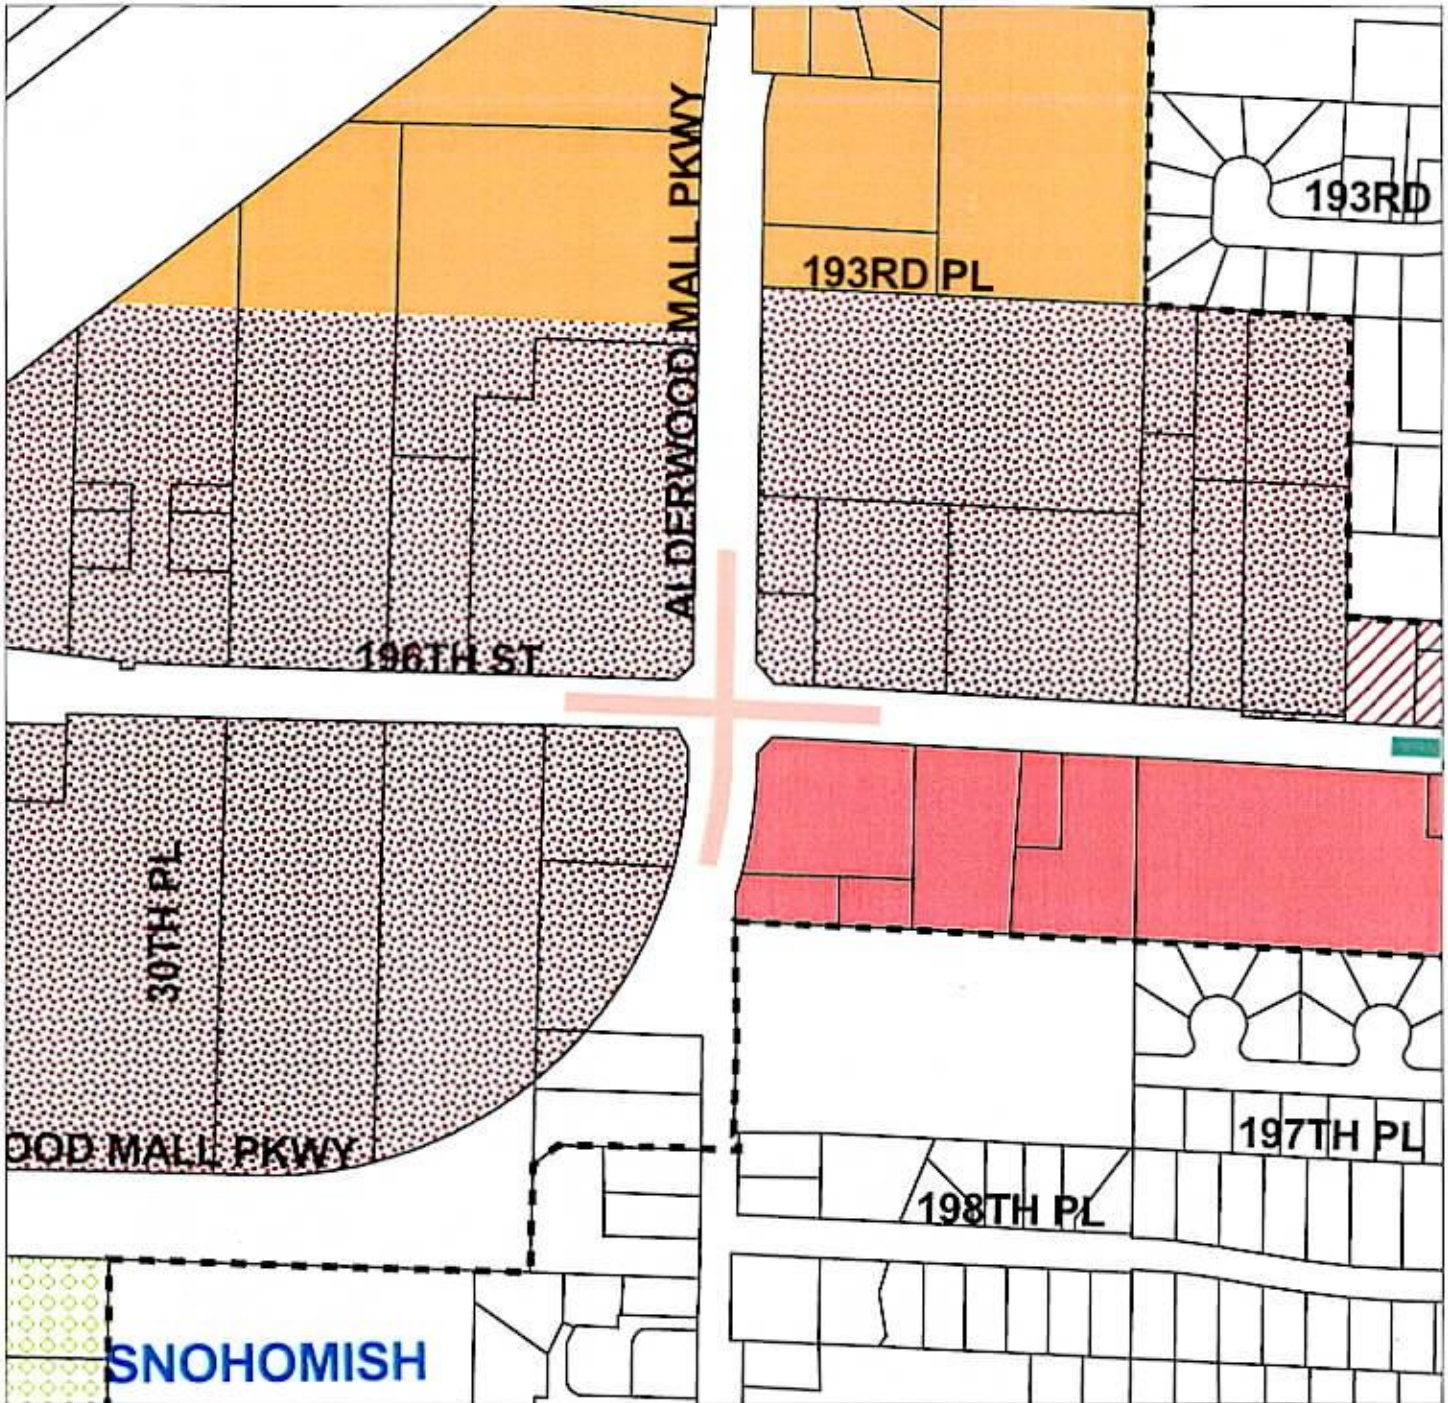 193RD
ALDERWOOD MALL PKWY
193RD PL
196TH ST
30TH PL
OOD MALL PKWY
197TH PL
198TH PL
SNOHOMISH